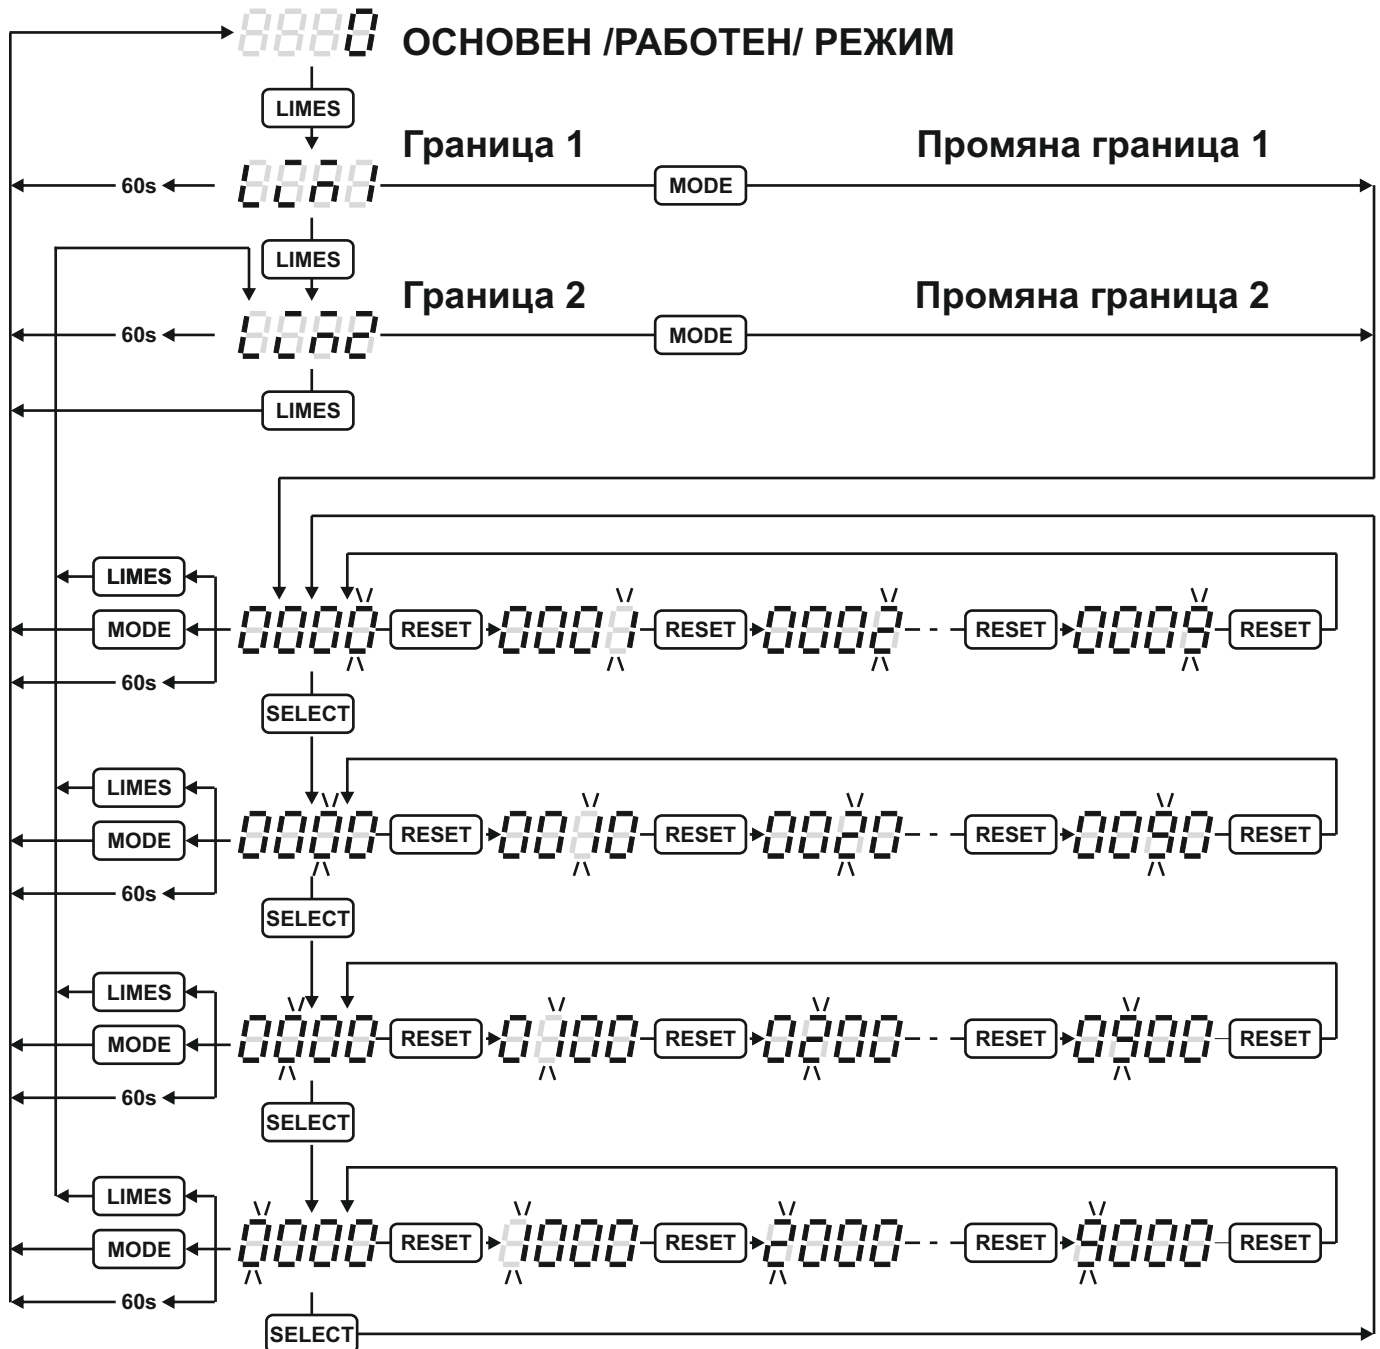 0 ОСНОВЕН /РАБОТЕН/ РЕЖИМ
LIMES
Граница 1 Промяна граница 1
60s MODE
LIMES
Граница 2 Промяна граница 2
60s MODE
LIMES
LIMES
MODE 0000 RESET 0001 RESET 0002 - RESET 0009 RESET
60s
SELECT
LIMES
MODE 0000 RESET 0010 RESET 0020 - RESET 0090 RESET
60s
SELECT
LIMES
MODE 0000 RESET 0100 RESET 0200 - RESET 0900 RESET
60s
SELECT
LIMES
MODE 0000 RESET 1000 RESET 2000 - RESET 9000 RESET
60s
SELECT